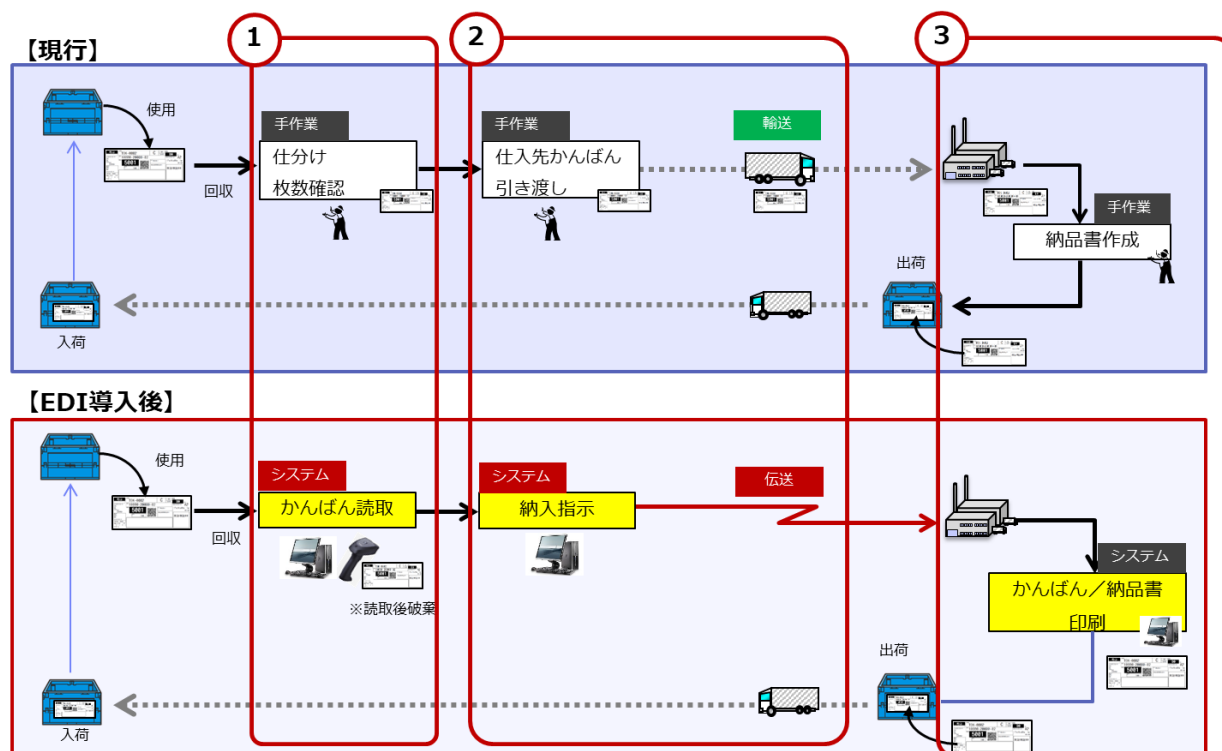 1
2
3
【現行】
使用
回収
手作業
仕分け
枚数確認
手作業
仕入先かんばん
引き渡し
輸送
手作業
納品書作成
出荷
入荷
【EDI導入後】
使用
回収
システム
かんばん読取
※読取後破棄
システム
納入指示
伝送
システム
かんばん／納品書
印刷
出荷
入荷